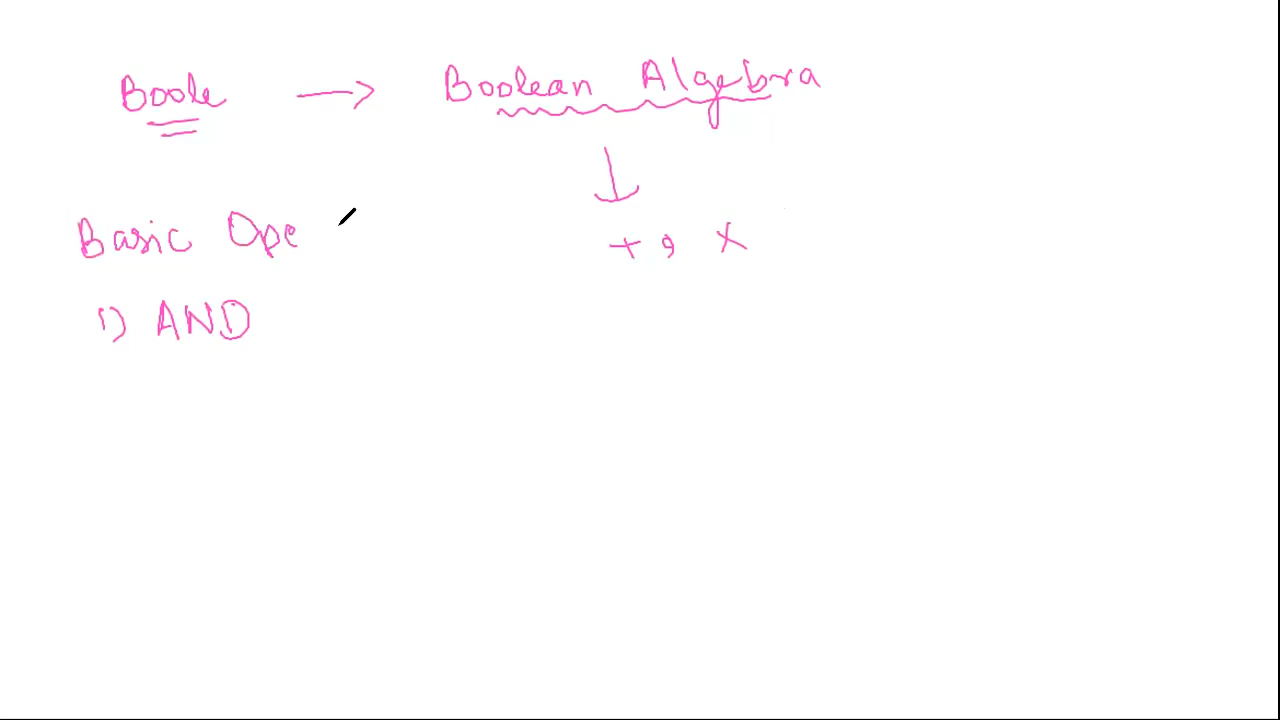 Boole → Boolean Algebra
↓
Basic Ope +, ×
1) AND